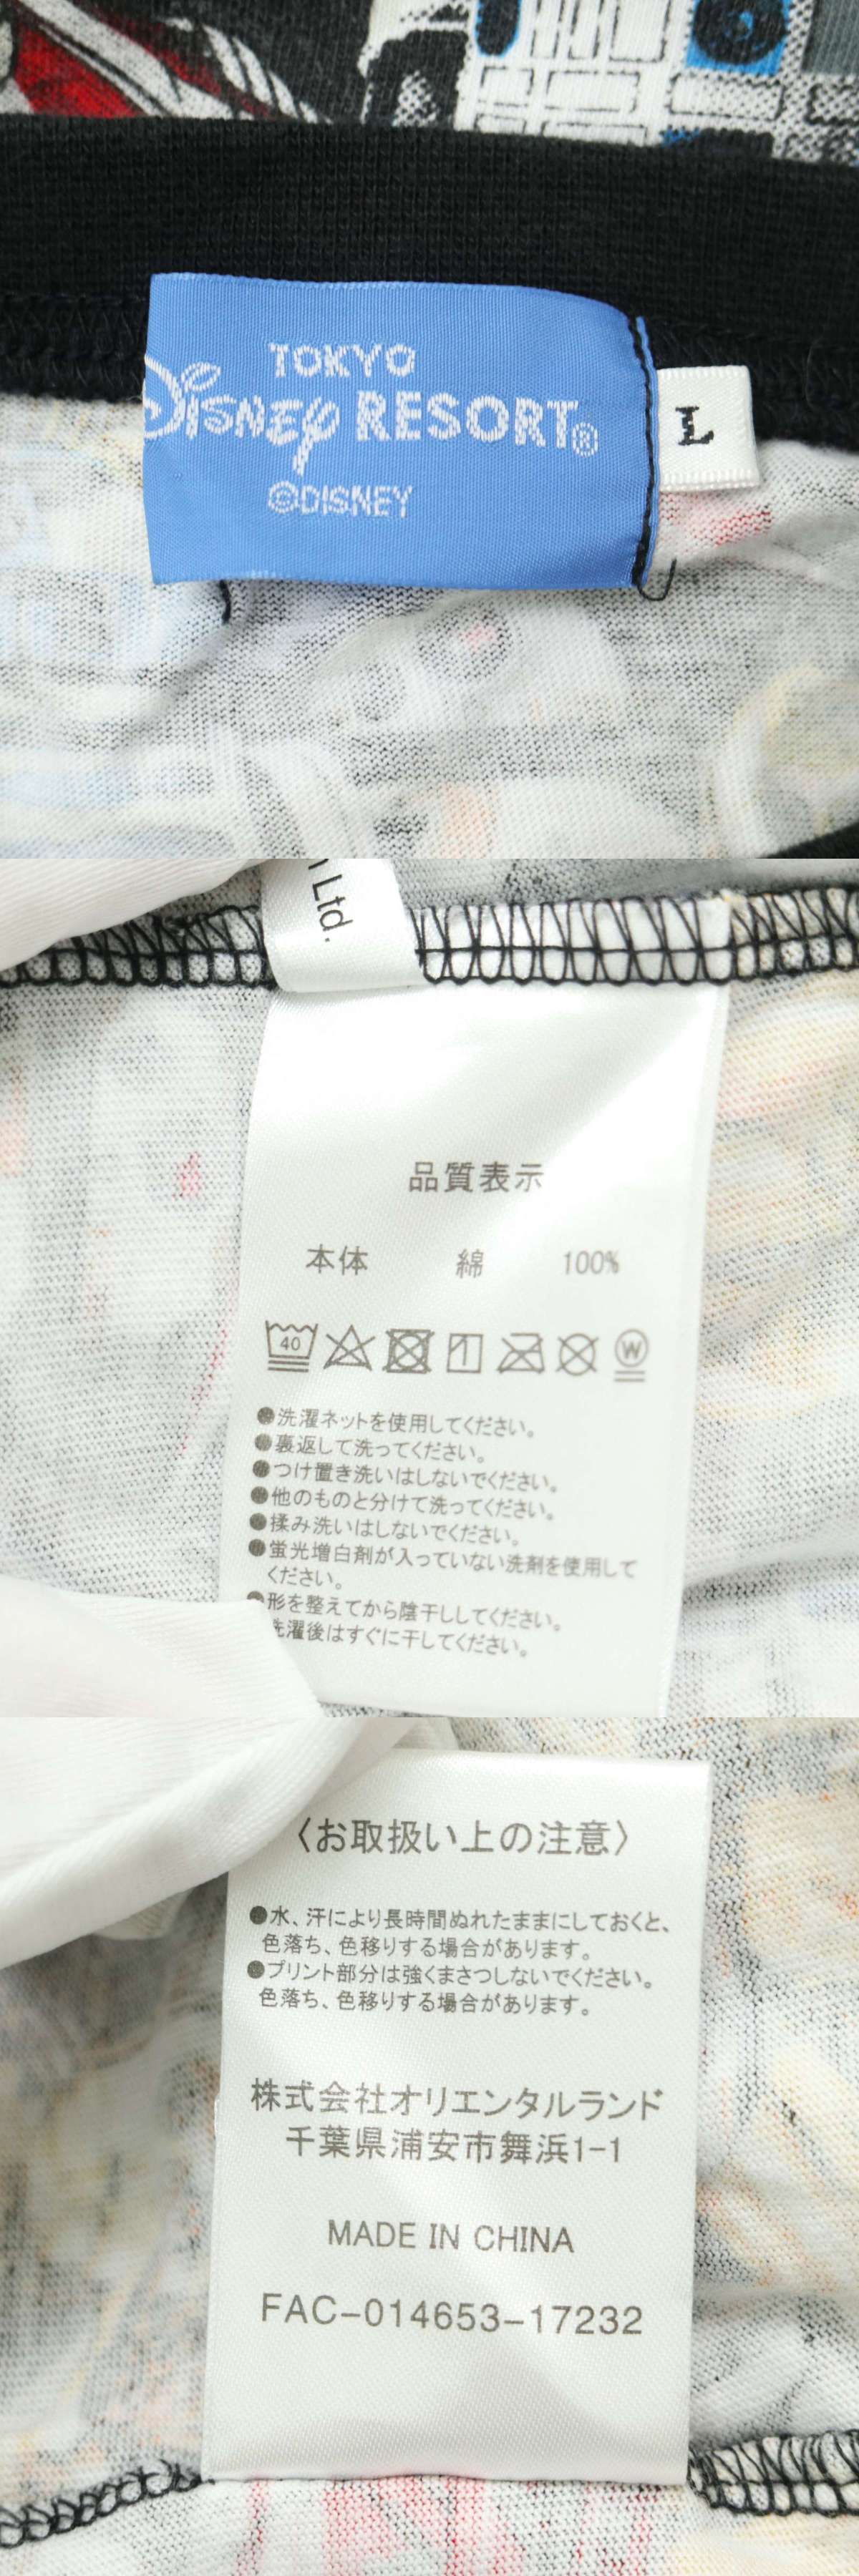 TOKYO
DISNEY RESORT®
©DISNEY
L
Ltd.
品質表示
本体 綿 100%
40 W
●洗濯ネットを使用してください。
●裏返して洗ってください。
●つけ置き洗いはしないでください。
●他のものと分けて洗ってください。
●揉み洗いはしないでください。
●蛍光増白剤が入っていない洗剤を使用して
ください。
●形を整えてから陰干ししてください。
洗濯後はすぐに干してください。
〈お取扱い上の注意〉
●水、汗により長時間ぬれたままにしておくと、
色落ち、色移りする場合があります。
●プリント部分は強くまさつしないでください。
色落ち、色移りする場合があります。
株式会社オリエンタルランド
千葉県浦安市舞浜1-1
MADE IN CHINA
FAC-014653-17232